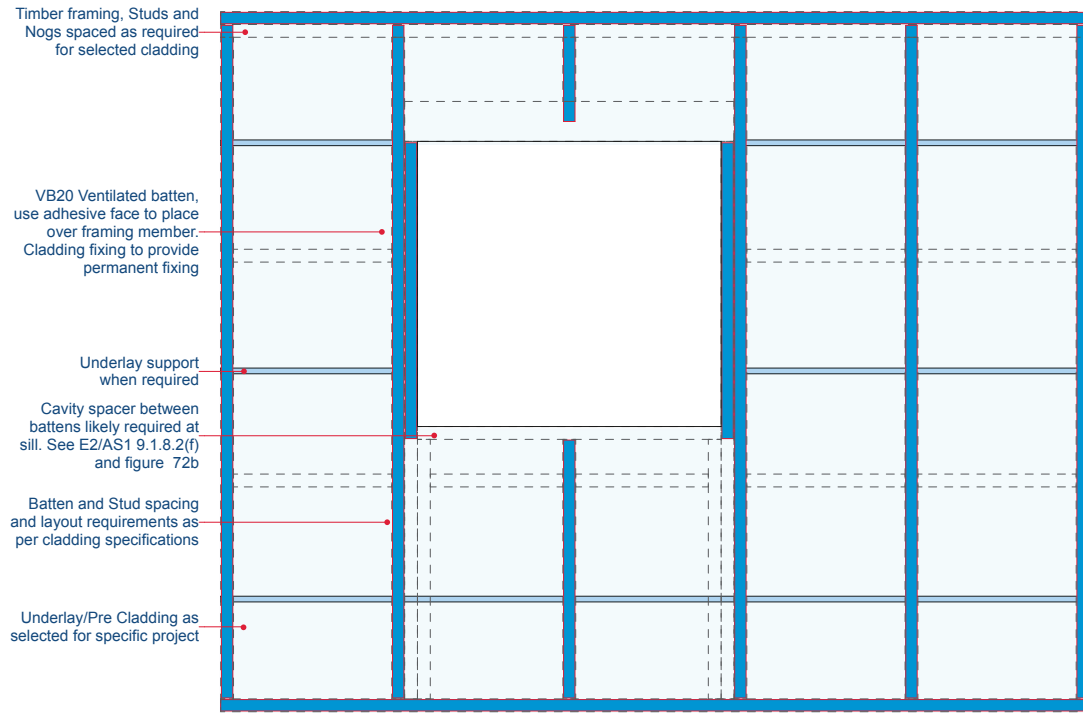 Timber framing, Studs and
Nogs spaced as required
for selected cladding
VB20 Ventilated batten,
use adhesive face to place
over framing member.
Cladding fixing to provide
permanent fixing
Underlay support
when required
Cavity spacer between
battens likely required at
sill. See E2/AS1 9.1.8.2(f)
and figure 72b
Batten and Stud spacing
and layout requirements as
per cladding specifications
Underlay/Pre Cladding as
selected for specific project